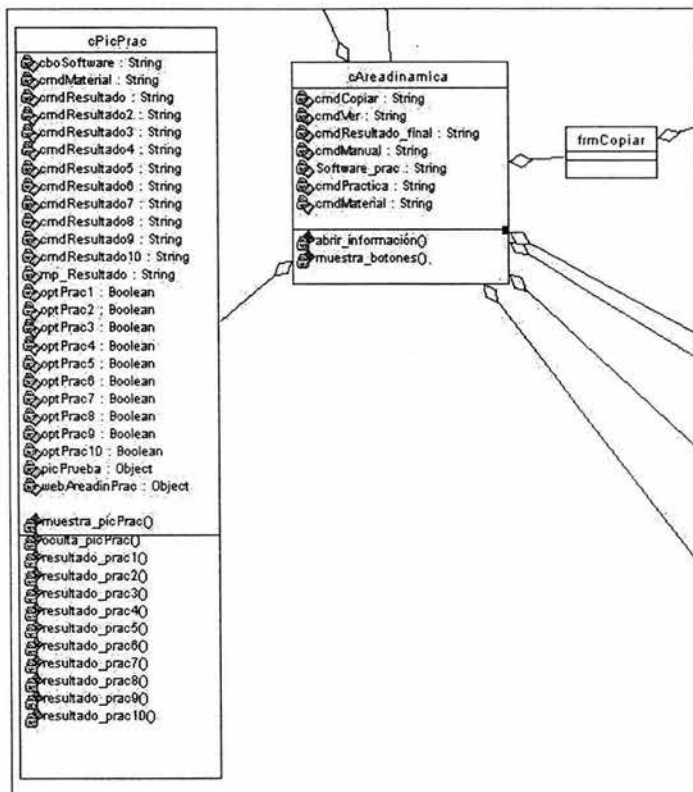 cPicPrac
cboSoftware : String
cmdMaterial : String
cmdResultado : String
cmdResultado2 : String
cmdResultado3 : String
cmdResultado4 : String
cmdResultado5 : String
cmdResultado6 : String
cmdResultado7 : String
cmdResultado8 : String
cmdResultado9 : String
cmdResultado10 : String
mp_Resultado : String
optPrac1 : Boolean
optPrac2 : Boolean
optPrac3 : Boolean
optPrac4 : Boolean
optPrac5 : Boolean
optPrac6 : Boolean
optPrac7 : Boolean
optPrac8 : Boolean
optPrac9 : Boolean
optPrac10 : Boolean
picPrueba : Object
webAreadinPrac : Object
muestra_picPrac()
oculta_picPrac()
resultado_prac1()
resultado_prac2()
resultado_prac3()
resultado_prac4()
resultado_prac5()
resultado_prac6()
resultado_prac7()
resultado_prac8()
resultado_prac9()
resultado_prac10()
cAreadinamica
cmdCopiar : String
cmdVer : String
cmdResultado_final : String
cmdManual : String
Software_prac : String
cmdPractica : String
cmdMaterial : String
abrir_información()
muestra_botones()
frmCopiar